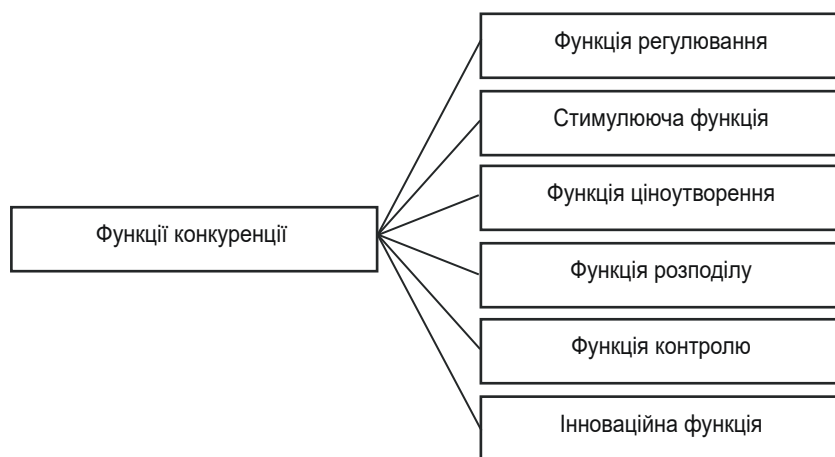 Функції конкуренції
Функція регулювання
Стимулююча функція
Функція ціноутворення
Функція розподілу
Функція контролю
Інноваційна функція